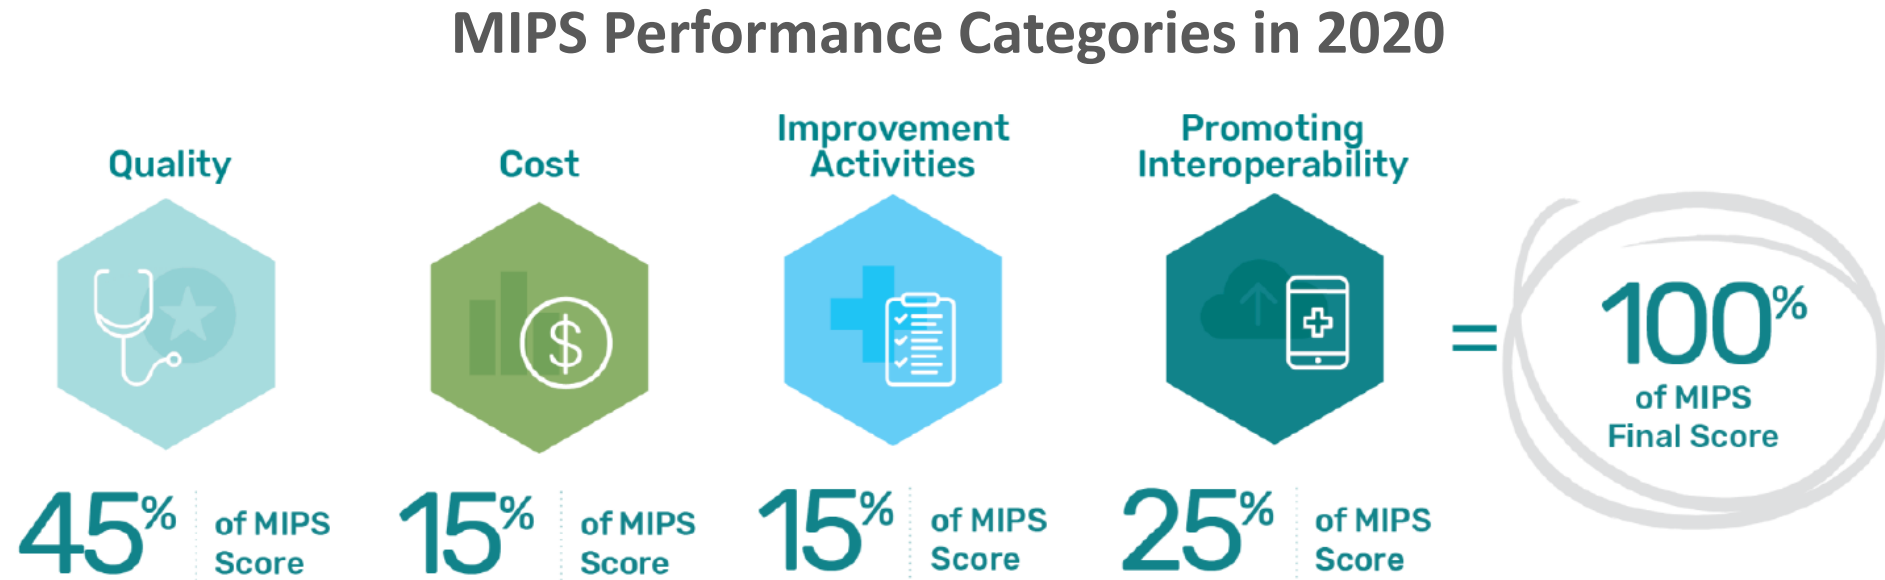 MIPS Performance Categories in 2020
Quality
Cost
Improvement
Activities
Promoting
Interoperability
$
=
100%
of MIPS
Final Score
45%
of MIPS
Score
15%
of MIPS
Score
15%
of MIPS
Score
25%
of MIPS
Score